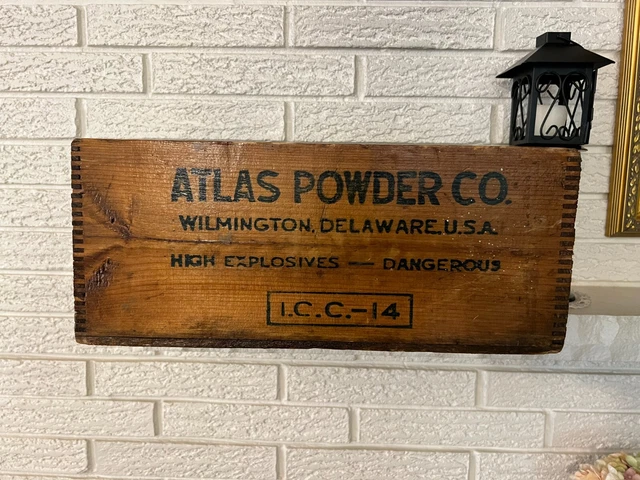 ATLAS POWDER CO.
WILMINGTON, DELAWARE, U.S.A.
HIGH EXPLOSIVES — DANGEROUS
I.C.C.-14